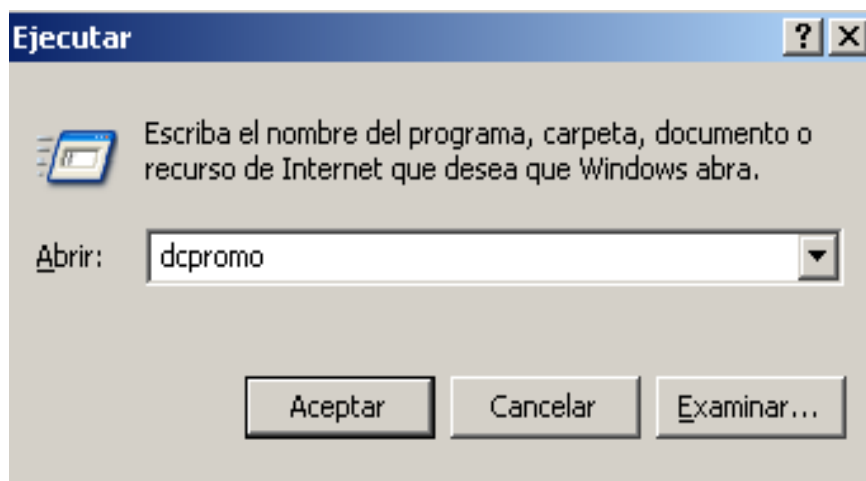 Ejecutar
Escriba el nombre del programa, carpeta, documento o
recurso de Internet que desea que Windows abra.
Abrir: dcpromo
Aceptar Cancelar Examinar...